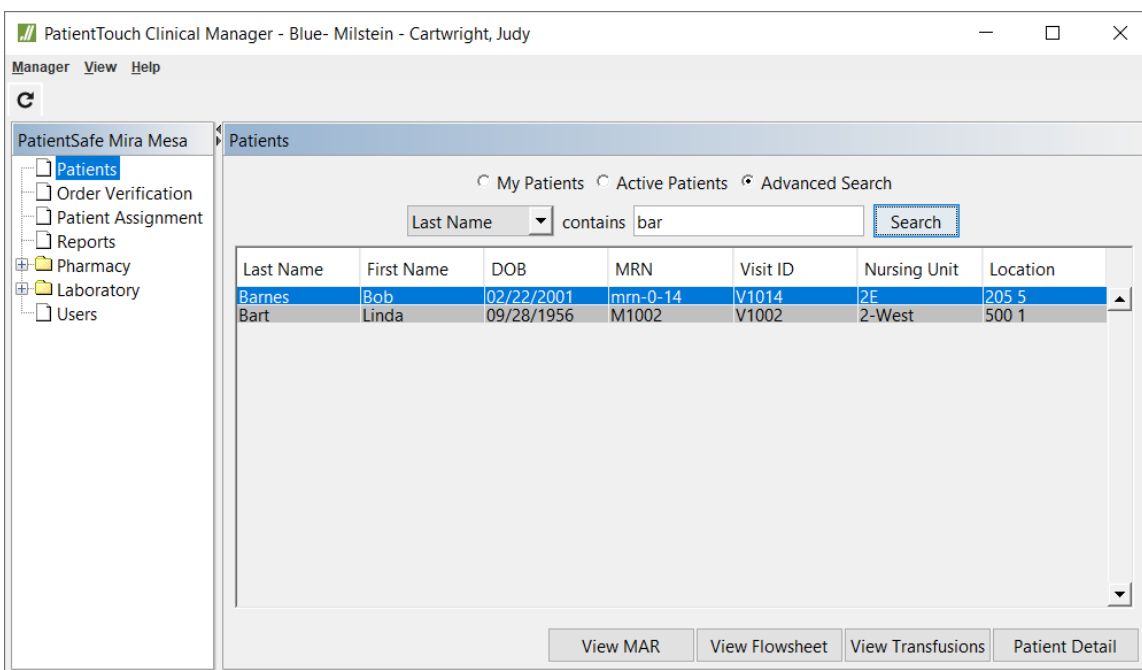 PatientTouch Clinical Manager - Blue- Milstein - Cartwright, Judy
Manager View Help
PatientSafe Mira Mesa
Patients
Order Verification
Patient Assignment
Reports
Pharmacy
Laboratory
Users
Patients
My Patients Active Patients Advanced Search
Last Name contains bar Search
Last Name First Name DOB MRN Visit ID Nursing Unit Location
Barnes Bob 02/22/2001 mrn-0-14 V1014 2E 205 5
Bart Linda 09/28/1956 M1002 V1002 2-West 500 1
View MAR View Flowsheet View Transfusions Patient Detail